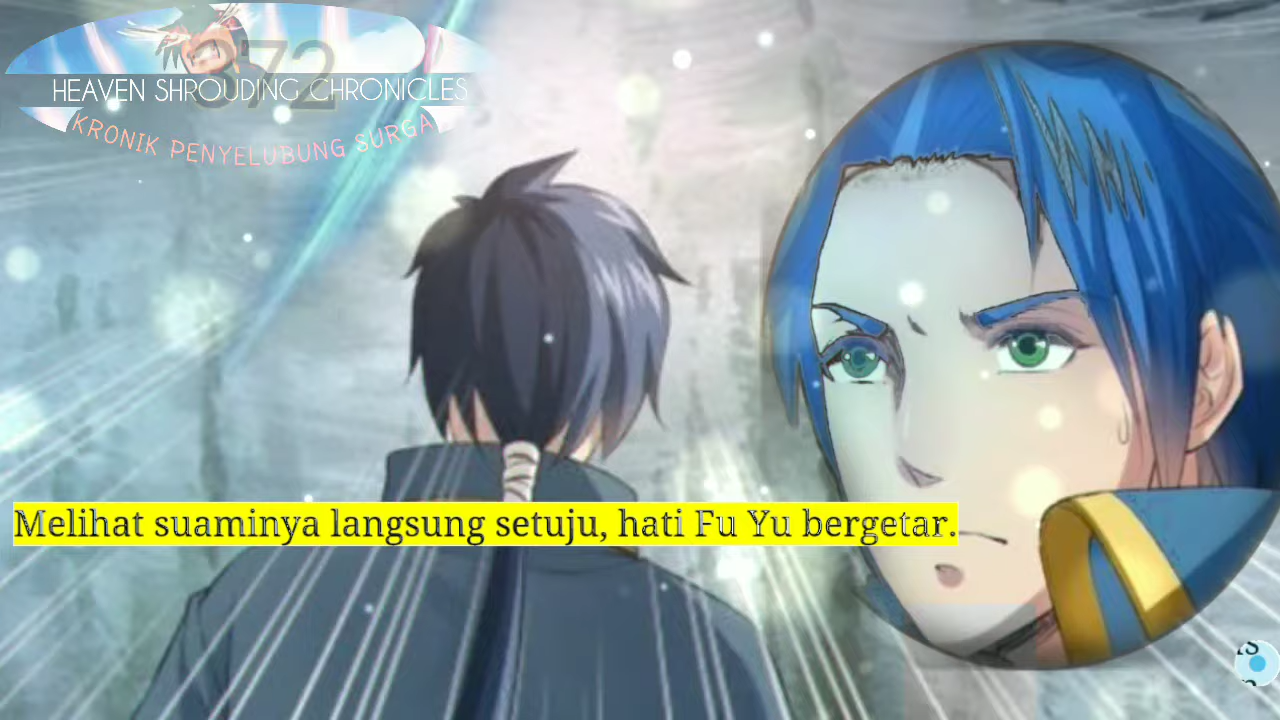 372
HEAVEN SHROUDING CHRONICLES
KRONIK PENYELUBUNG SURGA
Melihat suaminya langsung setuju, hati Fu Yu bergetar.